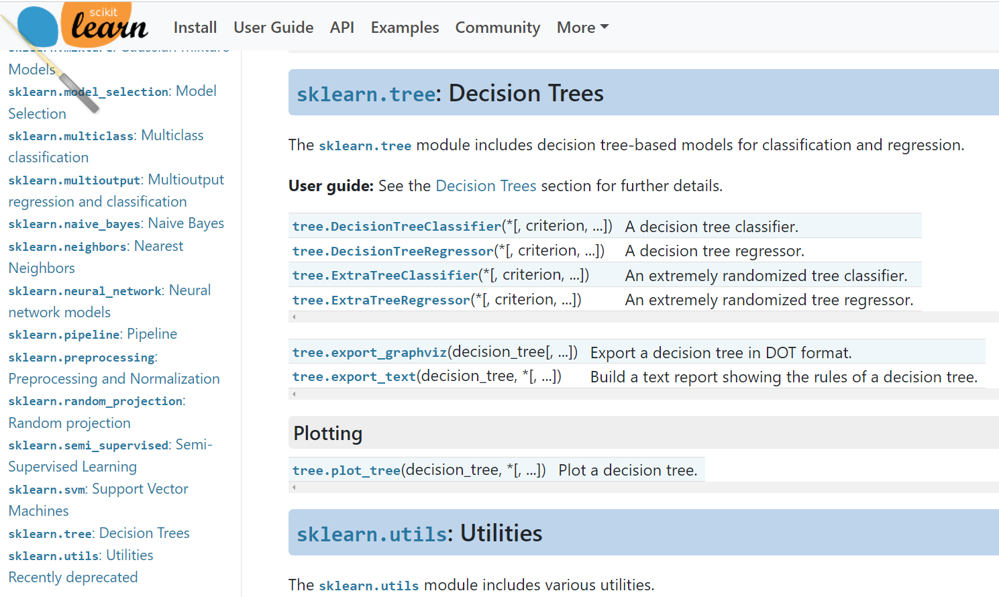 scikit
learn
Install User Guide API Examples Community More
sklearn.mixture: Gaussian Mixture
Models
sklearn.model_selection: Model
Selection
sklearn.multiclass: Multiclass
classification
sklearn.multioutput: Multioutput
regression and classification
sklearn.naive_bayes: Naive Bayes
sklearn.neighbors: Nearest
Neighbors
sklearn.neural_network: Neural
network models
sklearn.pipeline: Pipeline
sklearn.preprocessing:
Preprocessing and Normalization
sklearn.random_projection:
Random projection
sklearn.semi_supervised: Semi-
Supervised Learning
sklearn.svm: Support Vector
Machines
sklearn.tree: Decision Trees
sklearn.utils: Utilities
Recently deprecated
sklearn.tree: Decision Trees
The sklearn.tree module includes decision tree-based models for classification and regression.
User guide: See the Decision Trees section for further details.
tree.DecisionTreeClassifier(*[, criterion, ...]) A decision tree classifier.
tree.DecisionTreeRegressor(*[, criterion, ...]) A decision tree regressor.
tree.ExtraTreeClassifier(*[, criterion, ...]) An extremely randomized tree classifier.
tree.ExtraTreeRegressor(*[, criterion, ...]) An extremely randomized tree regressor.
tree.export_graphviz(decision_tree[, ...]) Export a decision tree in DOT format.
tree.export_text(decision_tree, *[, ...]) Build a text report showing the rules of a decision tree.
Plotting
tree.plot_tree(decision_tree, *[, ...]) Plot a decision tree.
sklearn.utils: Utilities
The sklearn.utils module includes various utilities.